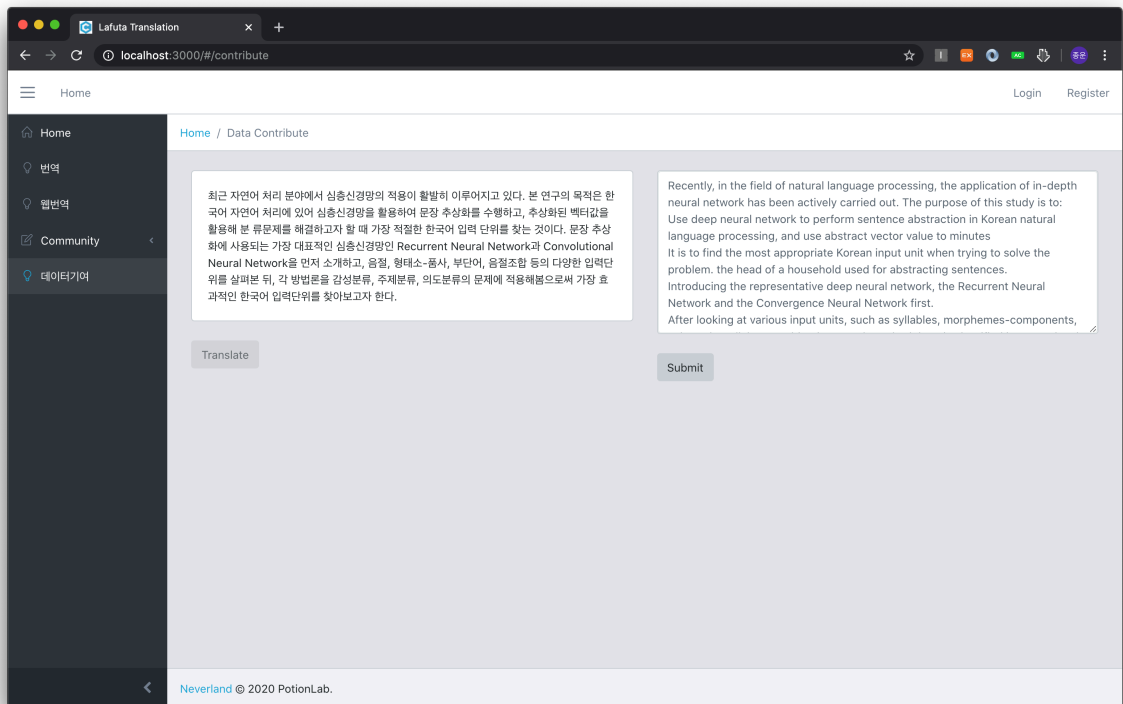 Lafuta Translation
localhost:3000/#/contribute
EX
AC
종운
Home
Login
Register
Home
번역
웹번역
Community
데이터기여
Home / Data Contribute
최근 자연어 처리 분야에서 심층신경망의 적용이 활발히 이루어지고 있다. 본 연구의 목적은 한
국어 자연어 처리에 있어 심층신경망을 활용하여 문장 추상화를 수행하고, 추상화된 벡터값을
활용해 분 류문제를 해결하고자 할 때 가장 적절한 한국어 입력 단위를 찾는 것이다. 문장 추상
화에 사용되는 가장 대표적인 심층신경망인 Recurrent Neural Network과 Convolutional
Neural Network을 먼저 소개하고, 음절, 형태소-품사, 부단어, 음절조합 등의 다양한 입력단
위를 살펴본 뒤, 각 방법론을 감성분류, 주제분류, 의도분류의 문제에 적용해봄으로써 가장 효
과적인 한국어 입력단위를 찾아보고자 한다.
Translate
Recently, in the field of natural language processing, the application of in-depth
neural network has been actively carried out. The purpose of this study is to:
Use deep neural network to perform sentence abstraction in Korean natural
language processing, and use abstract vector value to minutes
It is to find the most appropriate Korean input unit when trying to solve the
problem. the head of a household used for abstracting sentences.
Introducing the representative deep neural network, the Recurrent Neural
Network and the Convergence Neural Network first.
After looking at various input units, such as syllables, morphemes-components,
Submit
Neverland © 2020 PotionLab.